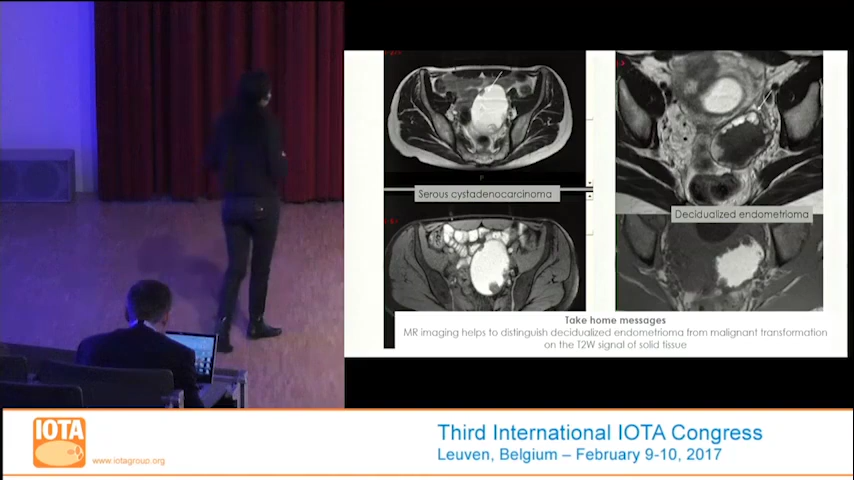 Serous cystadenocarcinoma
Decidualized endometrioma
Take home messages
MR imaging helps to distinguish decidualized endometrioma from malignant transformation
on the T2W signal of solid tissue
IOTA
www.iotagroup.org
Third International IOTA Congress
Leuven, Belgium – February 9-10, 2017